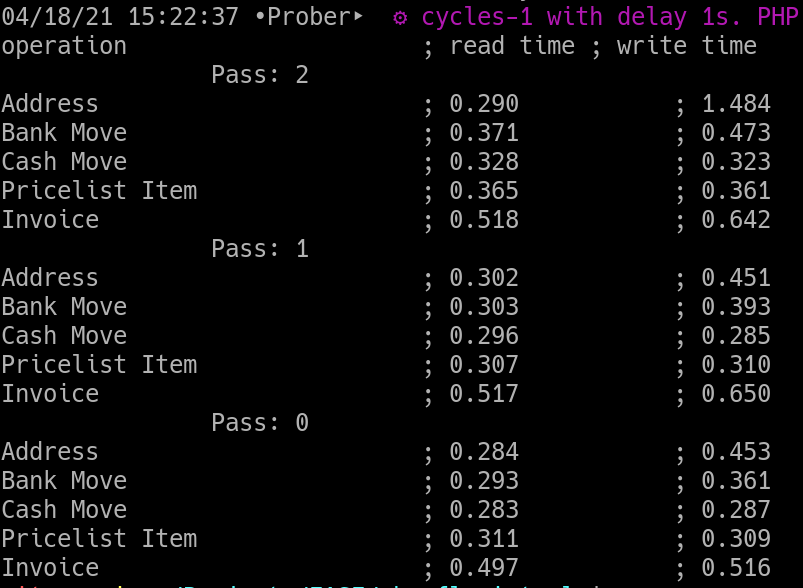 04/18/21 15:22:37 •Prober‣ ⚙ cycles-1 with delay 1s. PHP
operation ; read time ; write time
Pass: 2
Address ; 0.290 ; 1.484
Bank Move ; 0.371 ; 0.473
Cash Move ; 0.328 ; 0.323
Pricelist Item ; 0.365 ; 0.361
Invoice ; 0.518 ; 0.642
Pass: 1
Address ; 0.302 ; 0.451
Bank Move ; 0.303 ; 0.393
Cash Move ; 0.296 ; 0.285
Pricelist Item ; 0.307 ; 0.310
Invoice ; 0.517 ; 0.650
Pass: 0
Address ; 0.284 ; 0.453
Bank Move ; 0.293 ; 0.361
Cash Move ; 0.283 ; 0.287
Pricelist Item ; 0.311 ; 0.309
Invoice ; 0.497 ; 0.516